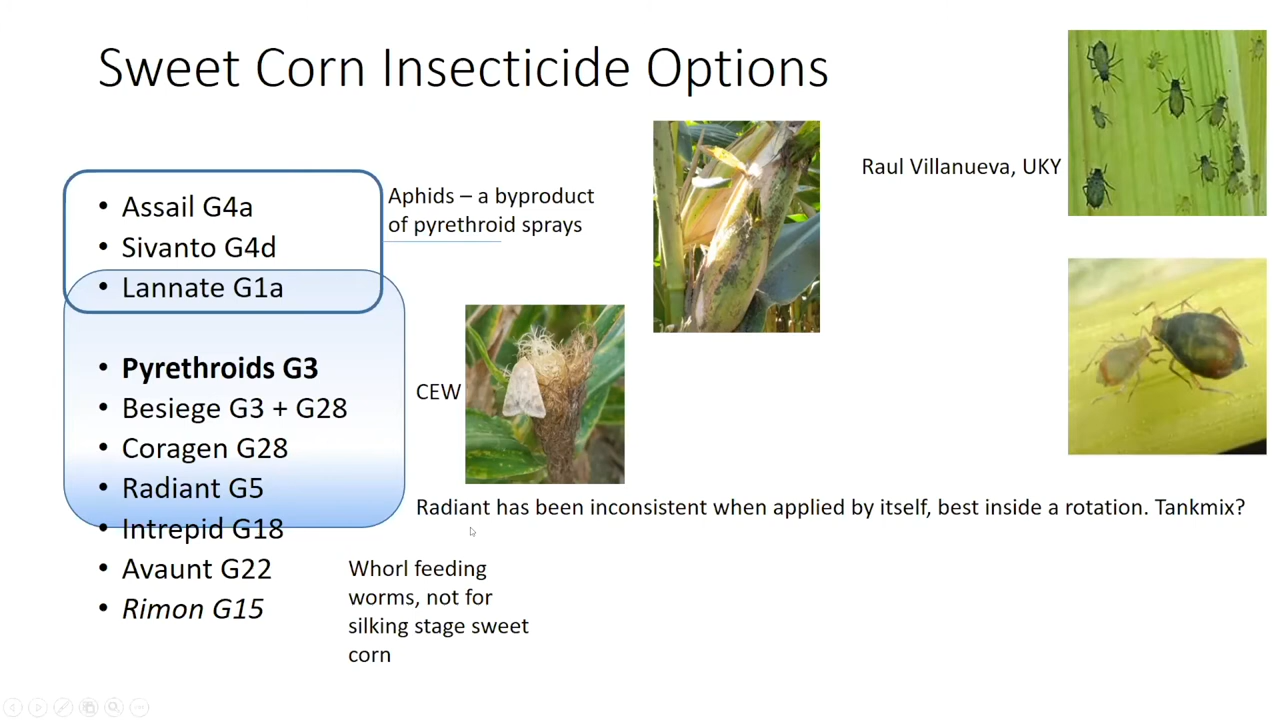 Sweet Corn Insecticide Options
• Assail G4a
• Sivanto G4d
• Lannate G1a
Aphids – a byproduct
of pyrethroid sprays
Raul Villanueva, UKY
• Pyrethroids G3
• Besiege G3 + G28
• Coragen G28
• Radiant G5
• Intrepid G18
• Avaunt G22
• Rimon G15
CEW
Radiant has been inconsistent when applied by itself, best inside a rotation. Tankmix?
Whorl feeding
worms, not for
silking stage sweet
corn